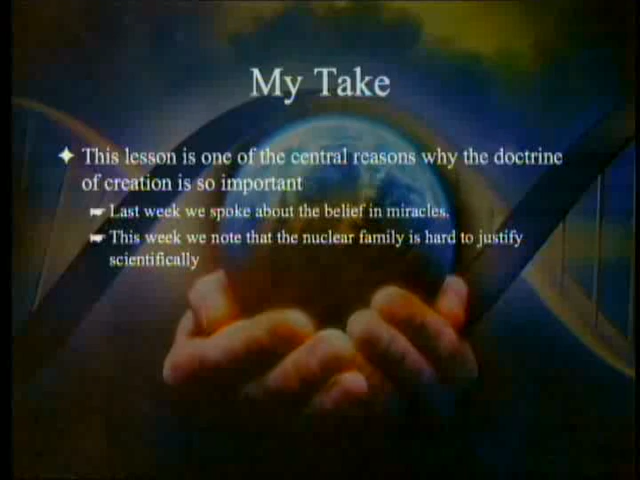 My Take
This lesson is one of the central reasons why the doctrine
of creation is so important
Last week we spoke about the belief in miracles.
This week we note that the nuclear family is hard to justify
scientifically